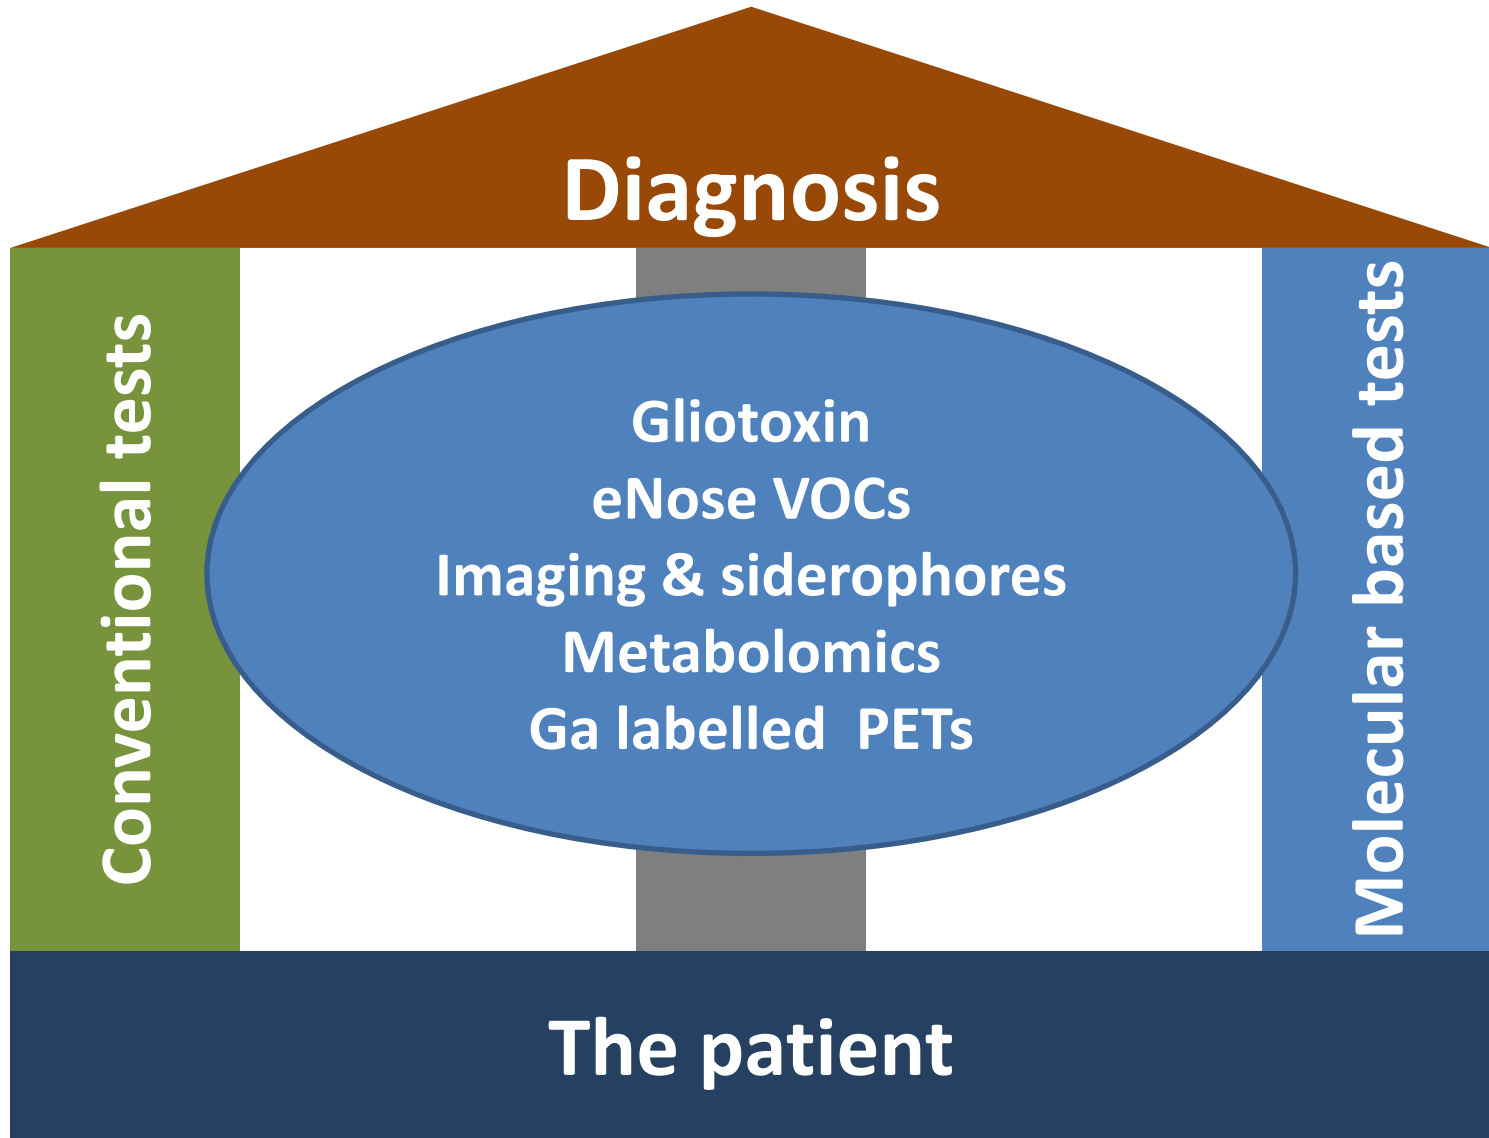 Diagnosis
Conventional tests
Gliotoxin
eNose VOCs
Imaging & siderophores
Metabolomics
Ga labelled  PETs
Molecular based tests
The patient